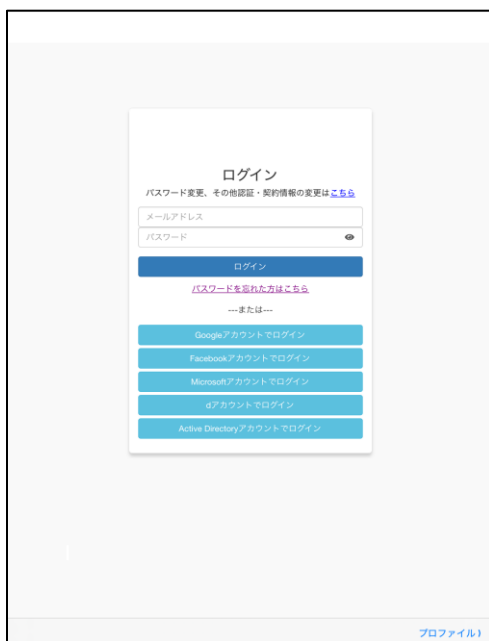 ログイン
パスワード変更、その他認証・契約情報の変更はこちら
メールアドレス
パスワード
ログイン
パスワードを忘れた方はこちら
---または---
Googleアカウントでログイン
Facebookアカウントでログイン
Microsoftアカウントでログイン
dアカウントでログイン
Active Directoryアカウントでログイン
プロファイル 》